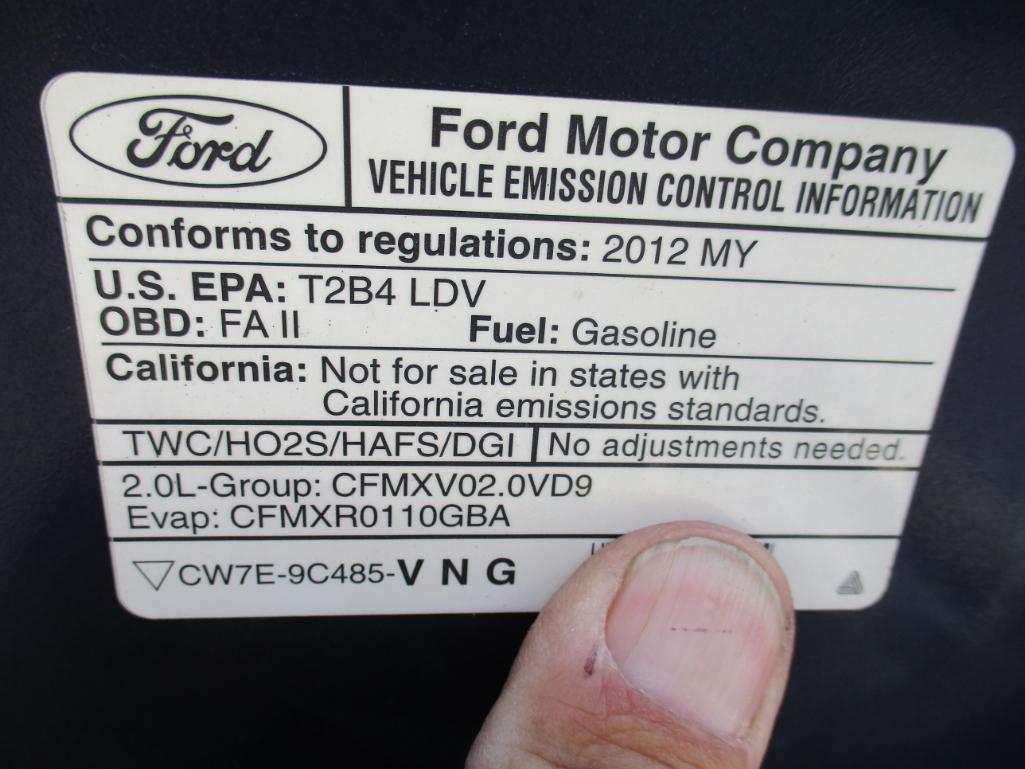 Ford
Ford Motor Company
VEHICLE EMISSION CONTROL INFORMATION
Conforms to regulations: 2012 MY
U.S. EPA: T2B4 LDV
OBD: FA II Fuel: Gasoline
California: Not for sale in states with
California emissions standards.
TWC/HO2S/HAFS/DGI No adjustments needed.
2.0L-Group: CFMXV02.0VD9
Evap: CFMXR0110GBA
CW7E-9C485-V N G